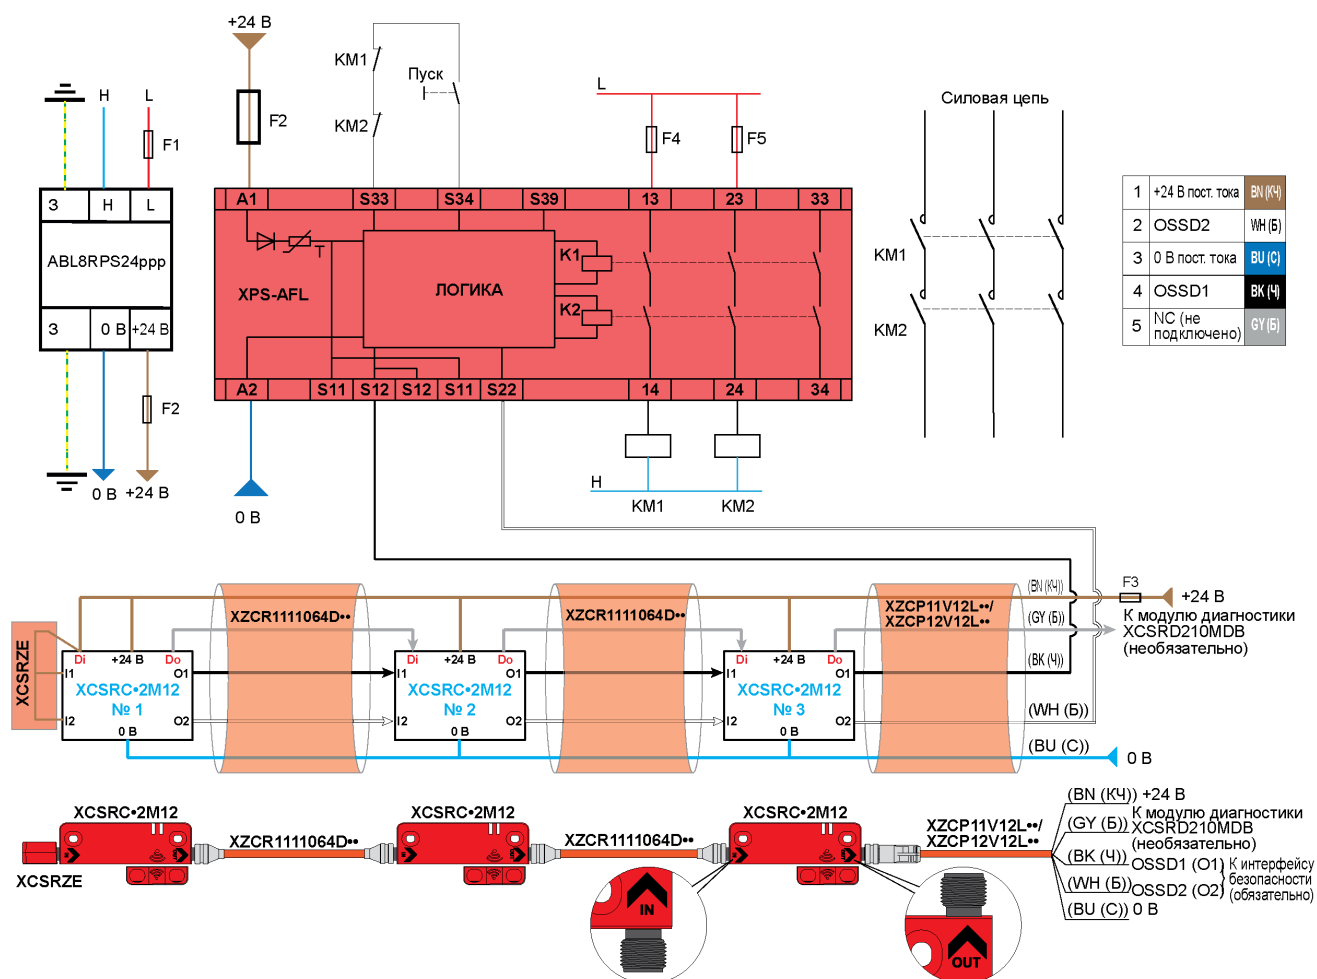 +24 В
H
L
F1
F2
KM1
KM2
Пуск
L
F4
F5
Силовая цепь
З
H
L
ABL8RPS24ppp
З
0 В
+24 В
F2
0 В
+24 В
A1
S33
S34
S39
13
23
33
T
XPS-AFL
ЛОГИКА
K1
K2
A2
S11
S12
S12
S11
S22
14
24
34
0 В
H
KM1
KM2
KM1
KM2
1 +24 В пост. тока BN (КЧ)
2 OSSD2 WH (Б)
3 0 В пост. тока BU (С)
4 OSSD1 BK (Ч)
5 NC (не подключено) GY (Б)
XZCR1111064D••
XZCR1111064D••
XZCP11V12L••/
XZCP12V12L••
(BN (КЧ))
(GY (Б))
(BK (Ч))
(WH (Б))
(BU (С))
F3
+24 В
К модулю диагностики
XCSRD210MDB
(необязательно)
0 В
XCSRZE
Di +24 В Do
I1 O1
XCSRC•2M12
№ 1
I2 O2
0 В
Di +24 В Do
I1 O1
XCSRC•2M12
№ 2
I2 O2
0 В
Di +24 В Do
I1 O1
XCSRC•2M12
№ 3
I2 O2
0 В
XCSRC•2M12
XCSRC•2M12
XCSRC•2M12
XZCR1111064D••
XZCR1111064D••
XZCP11V12L••/
XZCP12V12L••
XCSRZE
IN
OUT
(BN (КЧ)) +24 В
(GY (Б)) К модулю диагностики
XCSRD210MDB
(необязательно)
(BK (Ч)) OSSD1 (O1)
(WH (Б)) OSSD2 (O2)
К интерфейсу
безопасности
(обязательно)
(BU (С)) 0 В